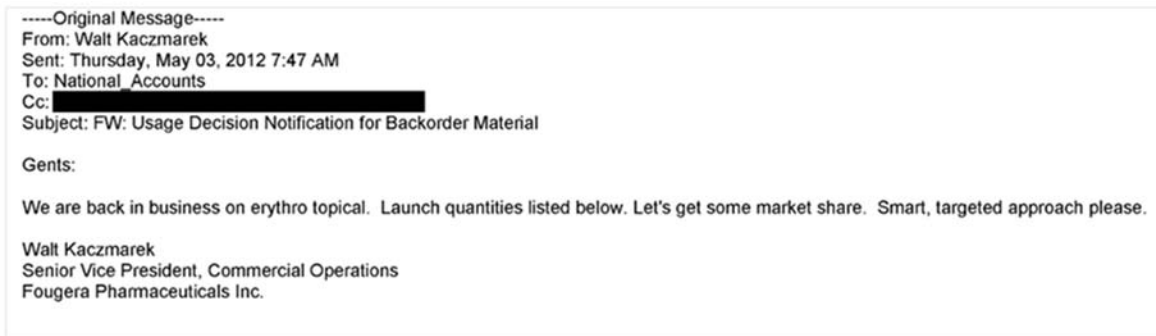 -----Original Message-----
From: Walt Kaczmarek
Sent: Thursday, May 03, 2012 7:47 AM
To: National_Accounts
Cc:
Subject: FW: Usage Decision Notification for Backorder Material
Gents:
We are back in business on erythro topical.  Launch quantities listed below. Let's get some market share.  Smart, targeted approach please.
Walt Kaczmarek
Senior Vice President, Commercial Operations
Fougera Pharmaceuticals Inc.